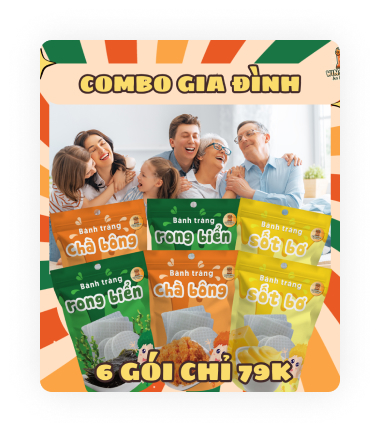 COMBO GIA ĐÌNH
Bánh tráng
chà bông
Bánh tráng
rong biển
Bánh tráng
sốt bơ
Bánh tráng
rong biển
Bánh tráng
chà bông
Bánh tráng
sốt bơ
6 GÓI CHỈ 79K